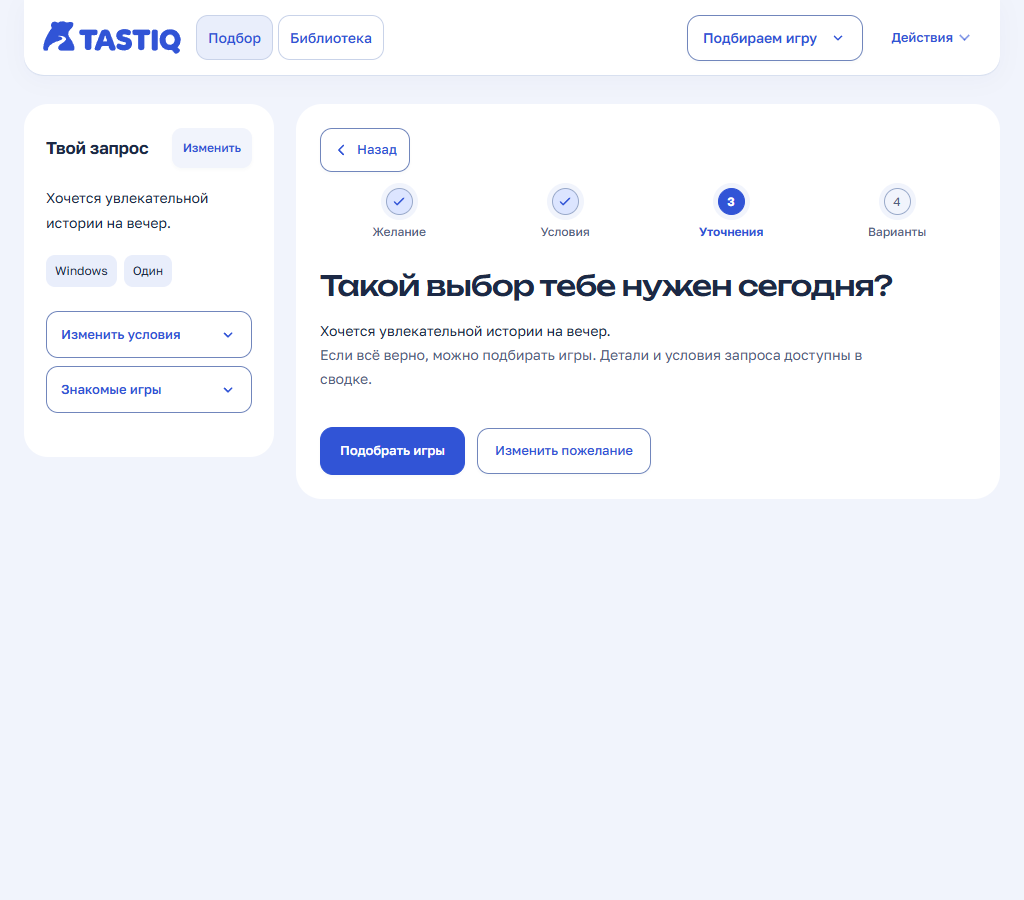 TASTIQ
Подбор
Библиотека
Подбираем игру
Действия
Твой запрос
Изменить
Хочется увлекательной
истории на вечер.
Windows
Один
Изменить условия
Знакомые игры
Назад
3
4
Желание
Условия
Уточнения
Варианты
Такой выбор тебе нужен сегодня?
Хочется увлекательной истории на вечер.
Если всё верно, можно подбирать игры. Детали и условия запроса доступны в
сводке.
Подобрать игры
Изменить пожелание